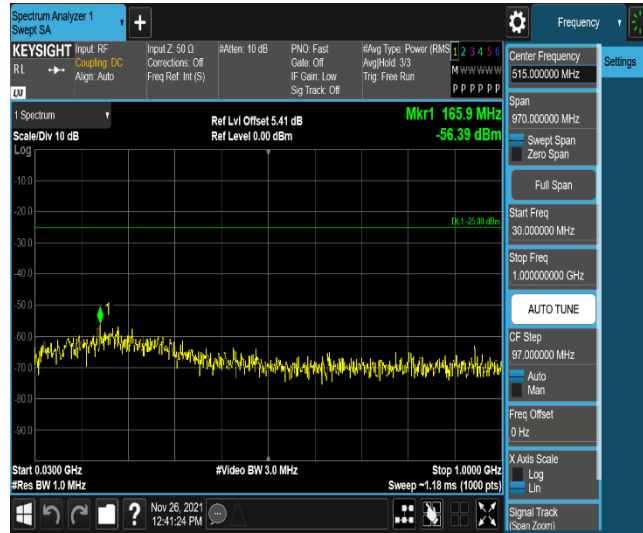 Spectrum Analyzer 1
Swept SA
+
Frequency
KEYSIGHT
Input: RF
Coupling: DC
Align: Auto
Input Z: 50 Ω
Corrections: Off
Freq Ref: Int (S)
#Atten: 10 dB
PNO: Fast
Gate: Off
IF Gain: Low
Sig Track: Off
#Avg Type: Power (RMS
Avg|Hold: 3/3
Trig: Free Run
1 2 3 4 5 6
M W W W W W
P P P P P P
R L
LXI
1 Spectrum
Scale/Div 10 dB
Ref Lvl Offset 5.41 dB
Ref Level 0.00 dBm
Mkr1 165.9 MHz
-56.39 dBm
Log
-10.0
-20.0
DL1 -25.00 dBm
-30.0
-40.0
-50.0
1
-60.0
-70.0
-80.0
-90.0
Start 0.0300 GHz
#Res BW 1.0 MHz
#Video BW 3.0 MHz
Stop 1.0000 GHz
Sweep ~1.18 ms (1000 pts)
Center Frequency
515.000000 MHz
Settings
Span
970.000000 MHz
Swept Span
Zero Span
Full Span
Start Freq
30.000000 MHz
Stop Freq
1.000000000 GHz
AUTO TUNE
CF Step
97.000000 MHz
Auto
Man
Freq Offset
0 Hz
X Axis Scale
Log
Lin
Signal Track
(Span Zoom)
?
Nov 26, 2021
12:41:24 PM